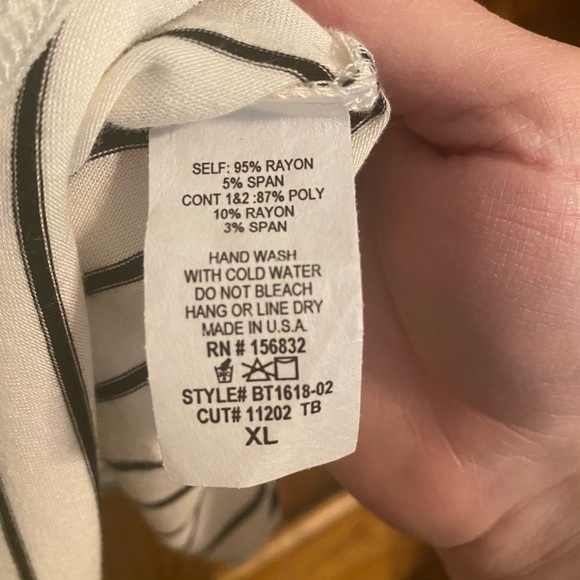 SELF: 95% RAYON
5% SPAN
CONT 1&2 :87% POLY
10% RAYON
3% SPAN
HAND WASH
WITH COLD WATER
DO NOT BLEACH
HANG OR LINE DRY
MADE IN U.S.A.
RN # 156832
STYLE# BT1618-02
CUT# 11202 TB
XL